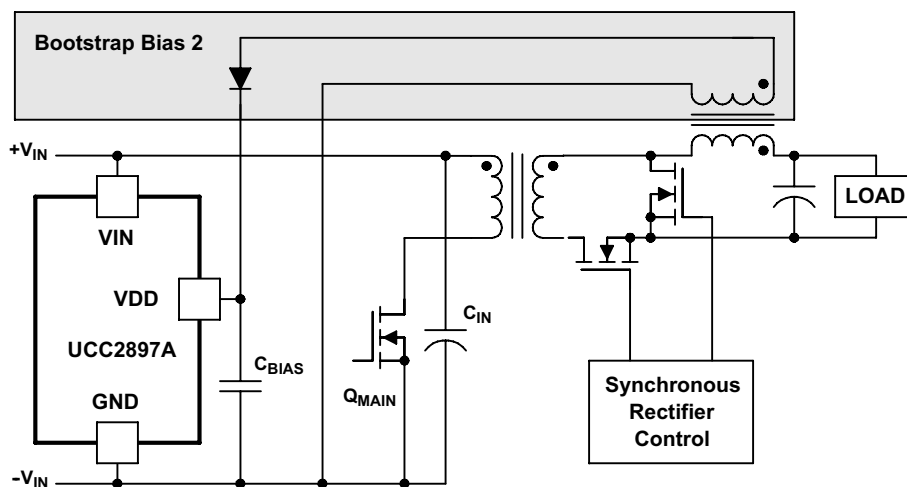 Bootstrap Bias 2
+VIN
VIN
LOAD
VDD
CIN
UCC2897A
CBIAS
QMAIN
GND
Synchronous
Rectifier
Control
−VIN